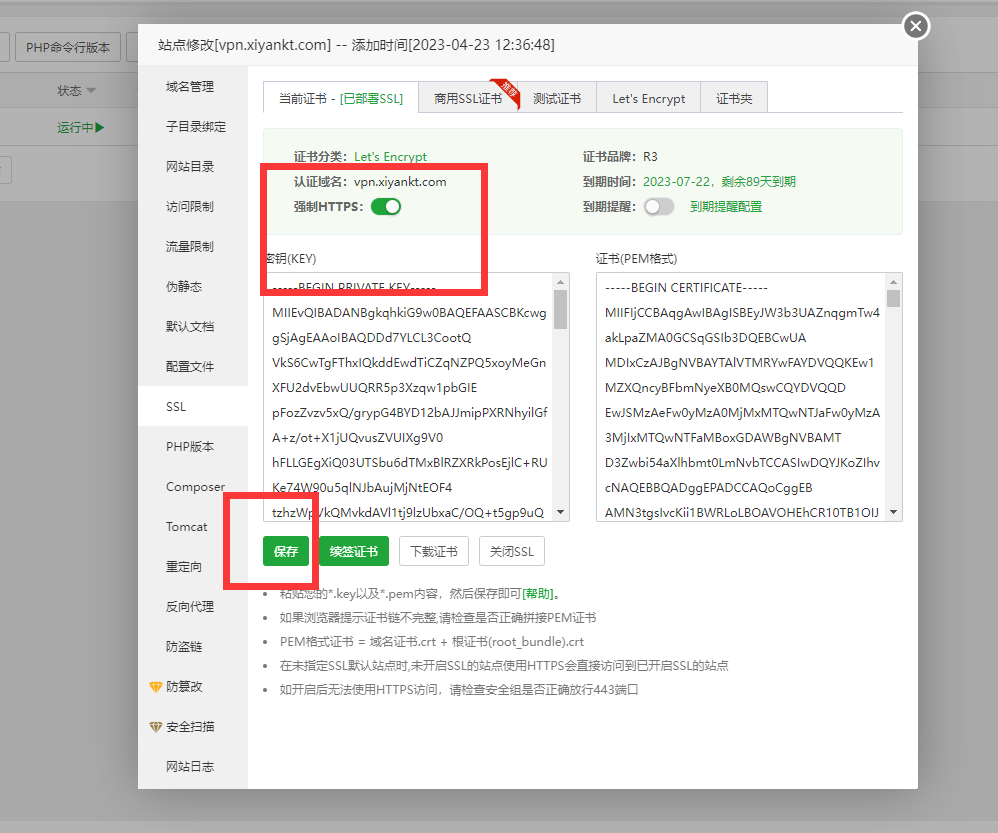 站点修改[vpn.xiyankt.com] -- 添加时间[2023-04-23 12:36:48]
PHP命令行版本
状态
运行中
域名管理
子目录绑定
网站目录
访问限制
流量限制
伪静态
默认文档
配置文件
SSL
PHP版本
Composer
Tomcat
重定向
反向代理
防盗链
防篡改
安全扫描
网站日志
当前证书 - [已部署SSL]
商用SSL证书
推荐
测试证书
Let's Encrypt
证书夹
证书分类： Let's Encrypt
证书品牌： R3
认证域名： vpn.xiyankt.com
到期时间： 2023-07-22，剩余89天到期
强制HTTPS：
到期提醒： 到期提醒配置
密钥(KEY)
-----BEGIN PRIVATE KEY-----
MIIEvQIBADANBgkqhkiG9w0BAQEFAASCBKcwg
gSjAgEAAoIBAQDDd7YLCL3CootQ
VkS6CwTgFThxIQkddEwdTiCZqNZPQ5xoyMeGn
XFU2dvEbwUUQRR5p3Xzqw1pbGIE
pFozZvzv5xQ/grypG4BYD12bAJJmipPXRNhyilGf
A+z/ot+X1jUQvusZVUIXg9V0
hFLLGEgXiQ03UTSbu6dTMxBlRZXRkPosEjlC+RU
Ke74W90u5qlNJbAujMjNtEOF4
证书(PEM格式)
-----BEGIN CERTIFICATE-----
MIIFIjCCBAqgAwIBAgISBEyJW3b3UAZnqgmTw4
akLpaZMA0GCSqGSIb3DQEBCwUA
MDIxCzAJBgNVBAYTAlVTMRYwFAYDVQQKEw1
MZXQncyBFbmNyeXB0MQswCQYDVQQD
EwJSMzAeFw0yMzA0MjMxMTQwNTJaFw0yMzA
3MjIxMTQwNTFaMBoxGDAWBgNVBAMT
D3Zwbi54aXlhbmt0LmNvbTCCASIwDQYJKoZIhv
cNAQEBBQADggEPADCCAQoCggEB
AMN3tgsIvcKii1BWRLoLBOAVOHEhCR10TB1OIJ
保存
续签证书
下载证书
关闭SSL
粘贴您的*.key以及*.pem内容，然后保存即可[帮助]。
如果浏览器提示证书链不完整,请检查是否正确拼接PEM证书
PEM格式证书 = 域名证书.crt + 根证书(root_bundle).crt
在未指定SSL默认站点时,未开启SSL的站点使用HTTPS会直接访问到已开启SSL的站点
如开启后无法使用HTTPS访问，请检查安全组是否正确放行443端口